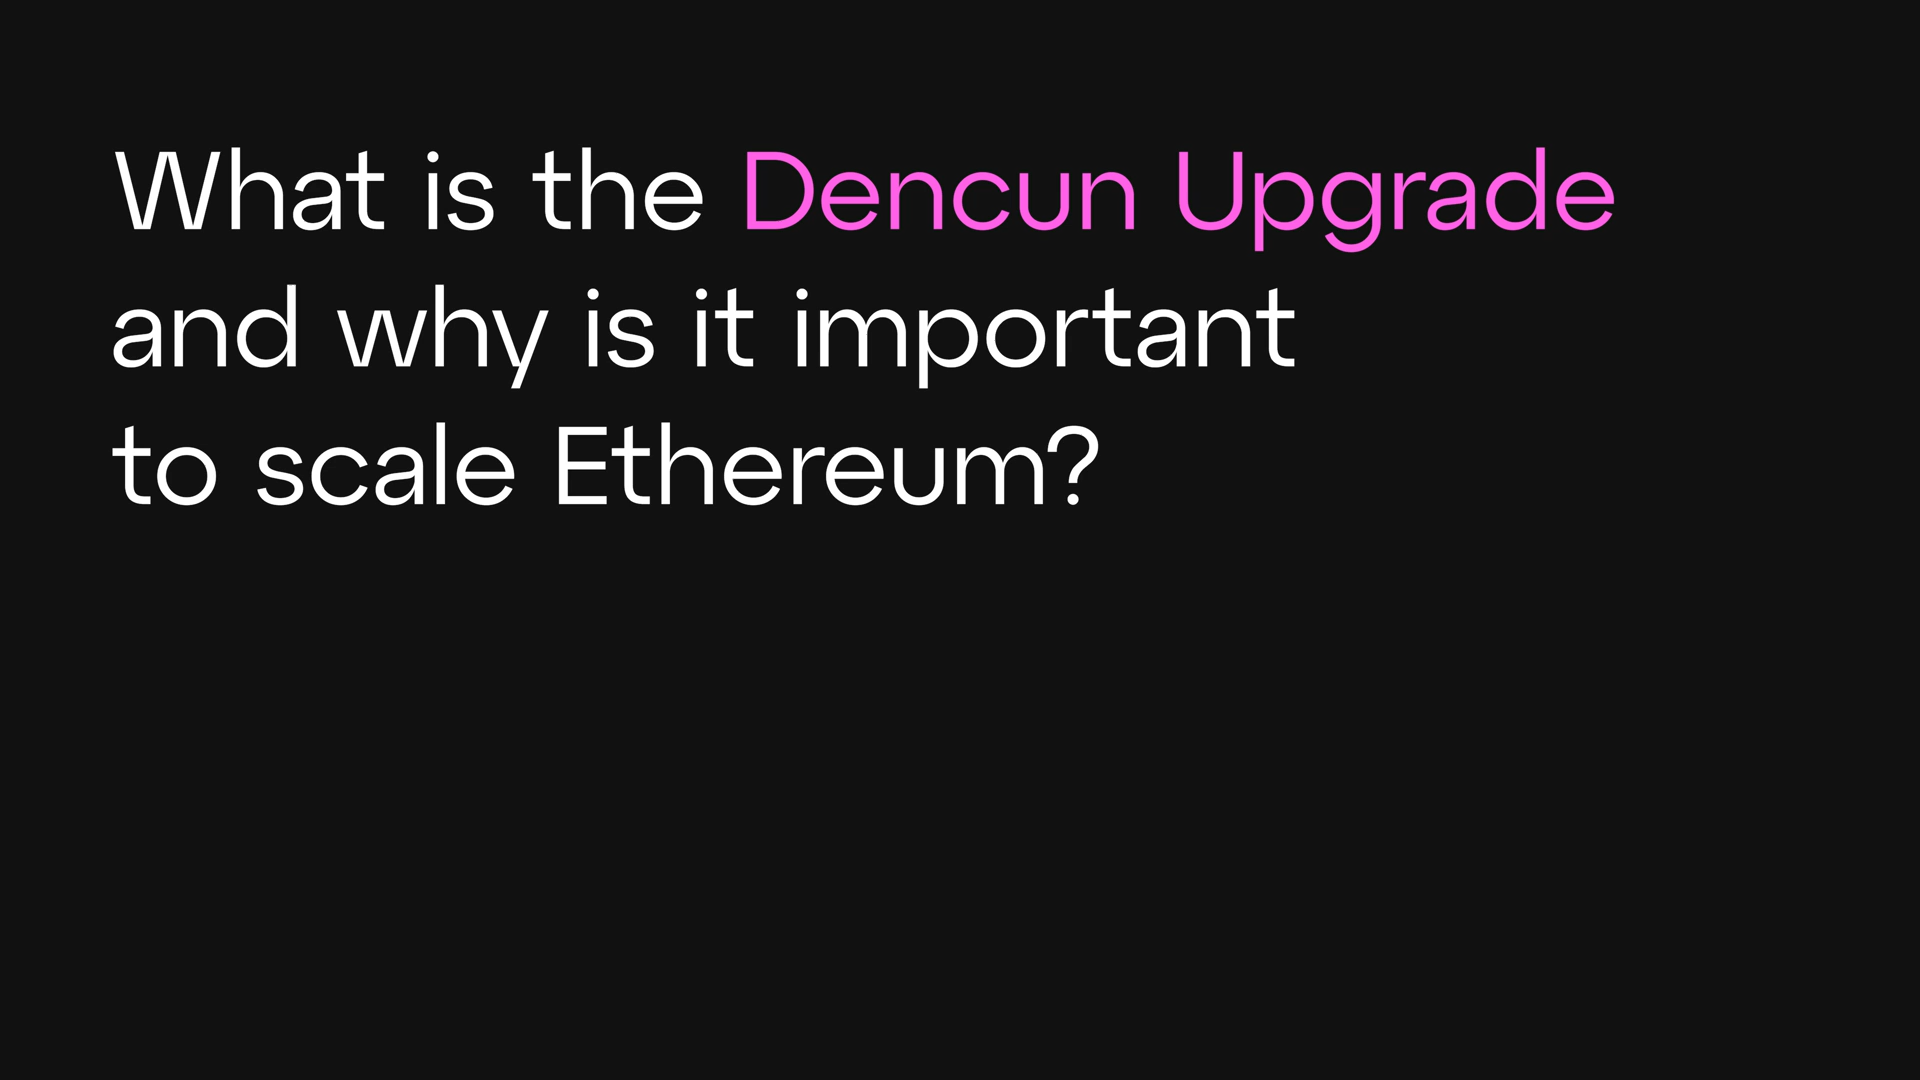 What is the Dencun Upgrade
and why is it important
to scale Ethereum?